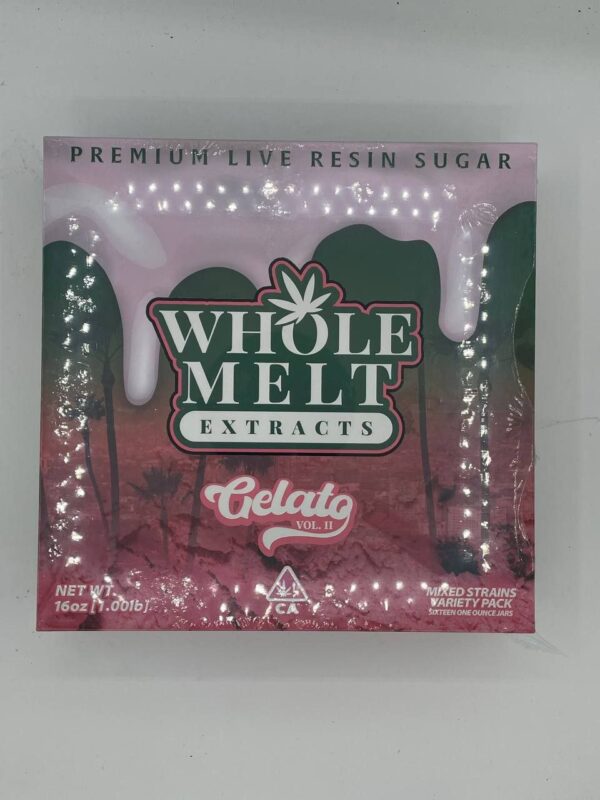 PREMIUM LIVE RESIN SUGAR
WHOLE
MELT
EXTRACTS
Gelato
VOL. II
CA
NET WT.
16oz [1.00lb]
MIXED STRAINS
VARIETY PACK
SIXTEEN ONE OUNCE JARS